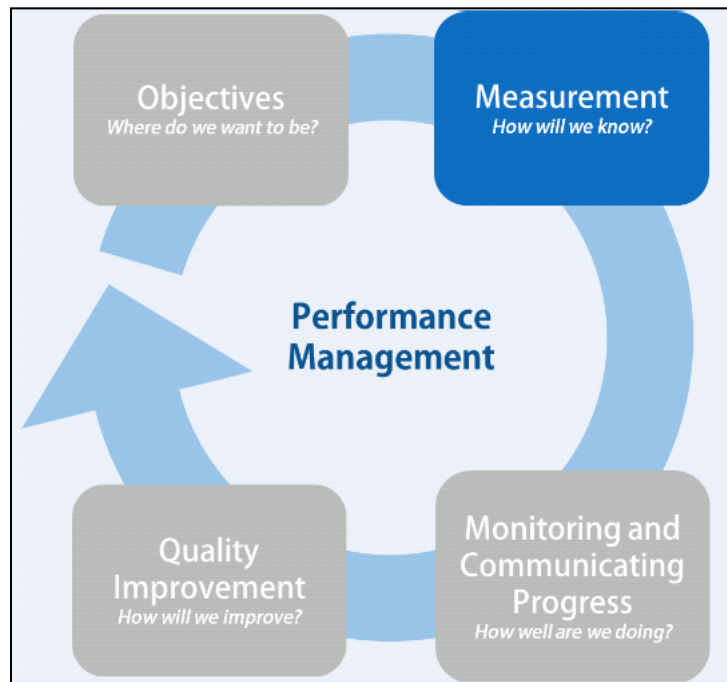 Objectives
Where do we want to be?
Measurement
How will we know?
Performance
Management
Quality
Improvement
How will we improve?
Monitoring and
Communicating
Progress
How well are we doing?